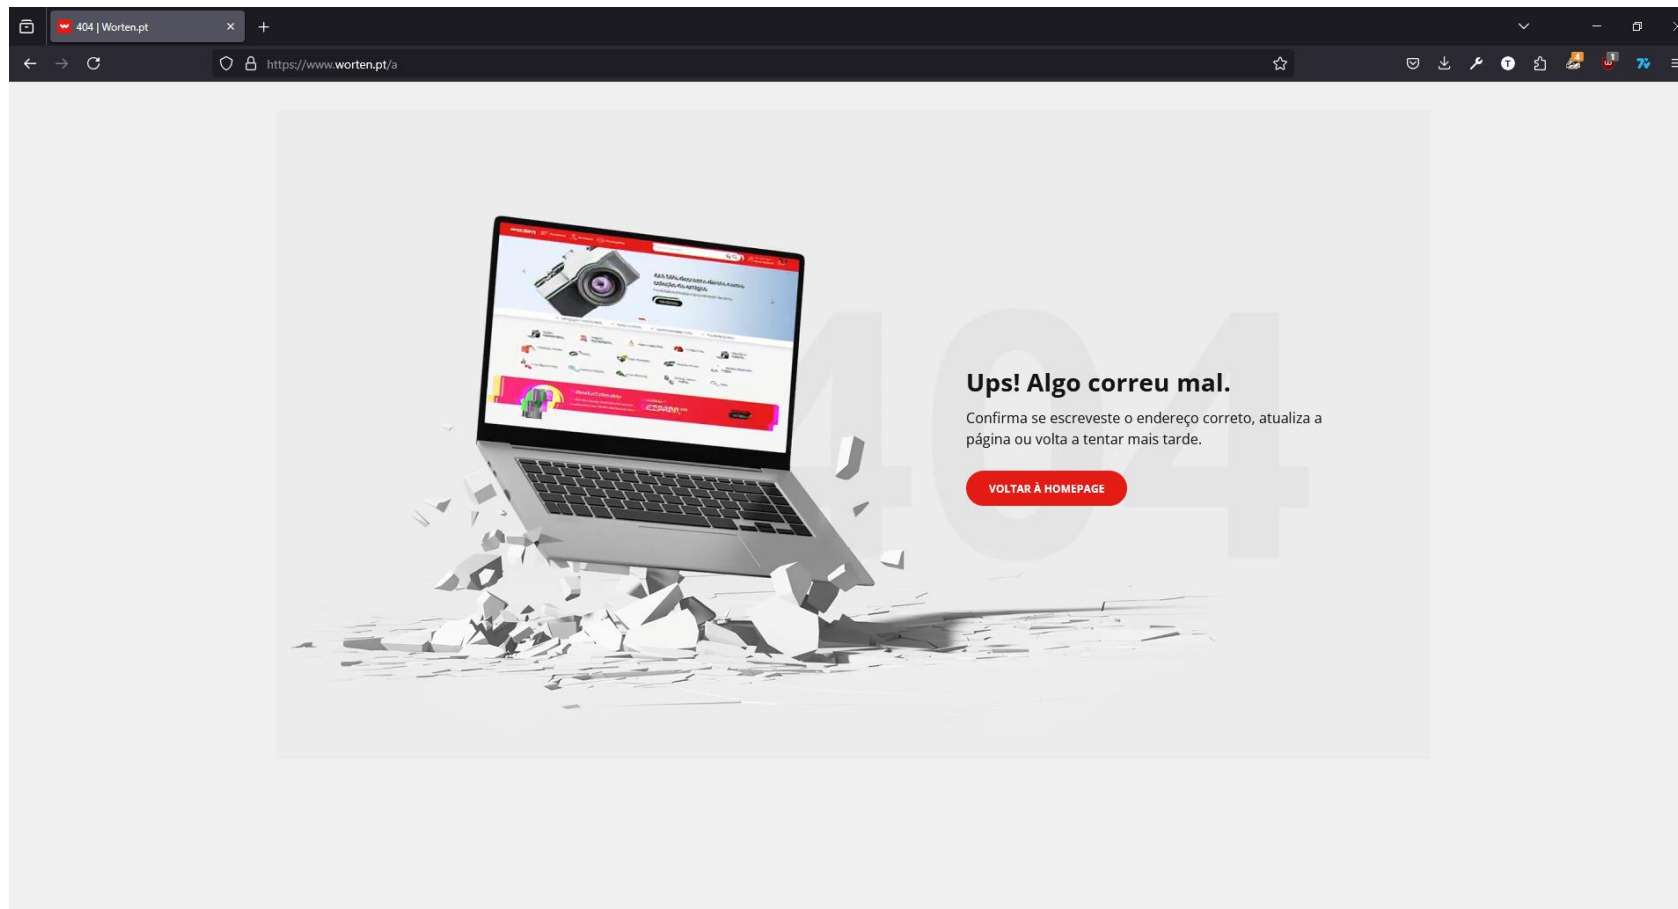 404 | Worten.pt
https://www.worten.pt/a
404
Ups! Algo correu mal.
Confirma se escreveste o endereço correto, atualiza a
página ou volta a tentar mais tarde.
VOLTAR À HOMEPAGE